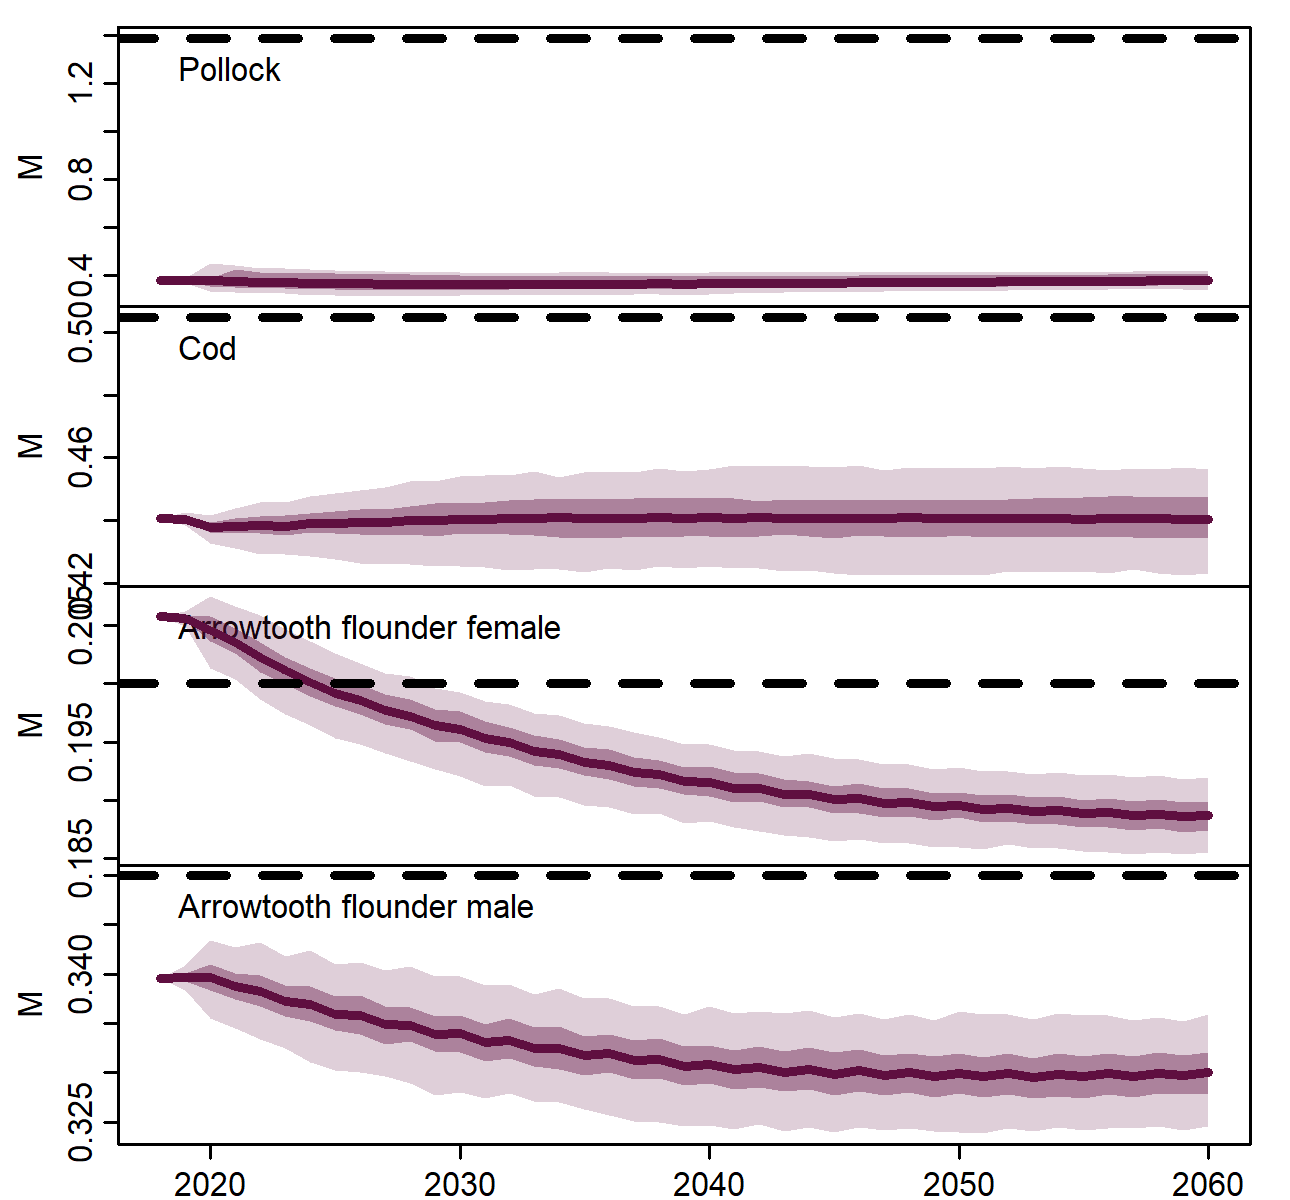 Pollock
M
1.2
0.8
0.4
Cod
M
0.50
0.46
0.42
Arrowtooth flounder female
M
0.205
0.195
0.185
Arrowtooth flounder male
M
0.340
0.325
2020 2030 2040 2050 2060